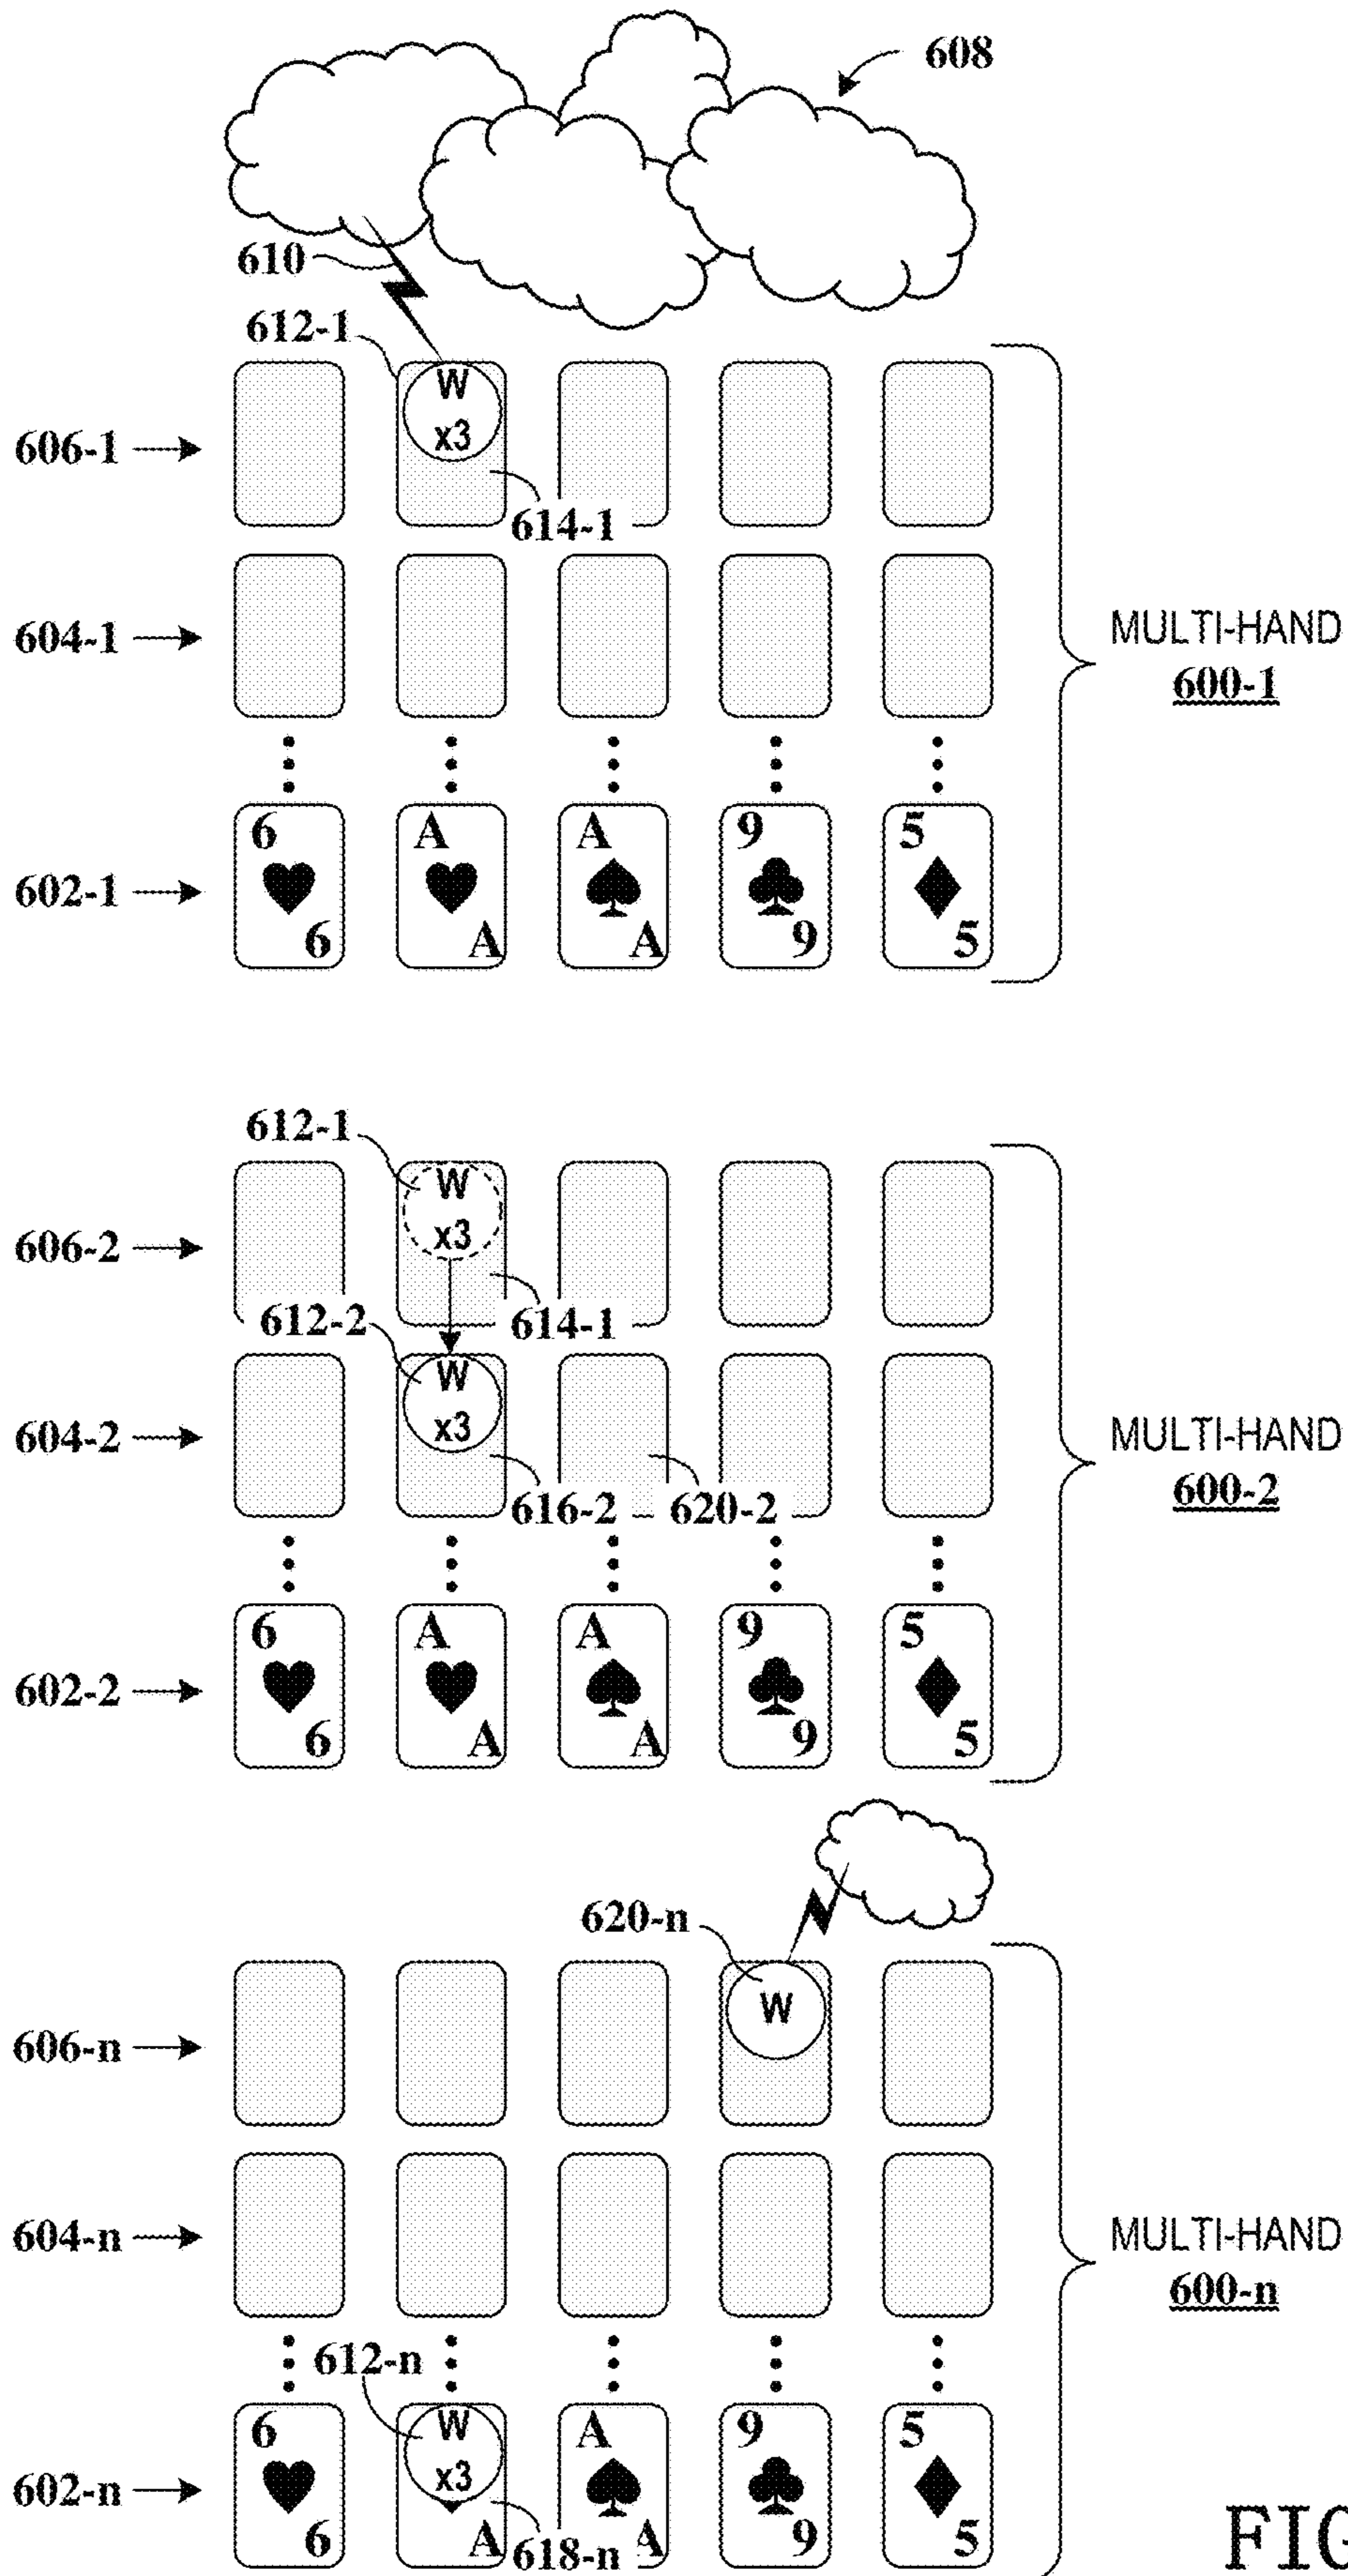 608
610
612-1
W
x3
606-1
614-1
604-1
MULTI-HAND
600-1
6 A A 9 5
602-1
6 A A 9 5
612-1
W
x3
606-2
612-2
614-1
W
x3
604-2
616-2 620-2
MULTI-HAND
600-2
6 A A 9 5
602-2
6 A A 9 5
620-n
W
606-n
604-n
MULTI-HAND
600-n
612-n
6 W A 9 5
x3
602-n
6 A 618-n A 9 5
FIG